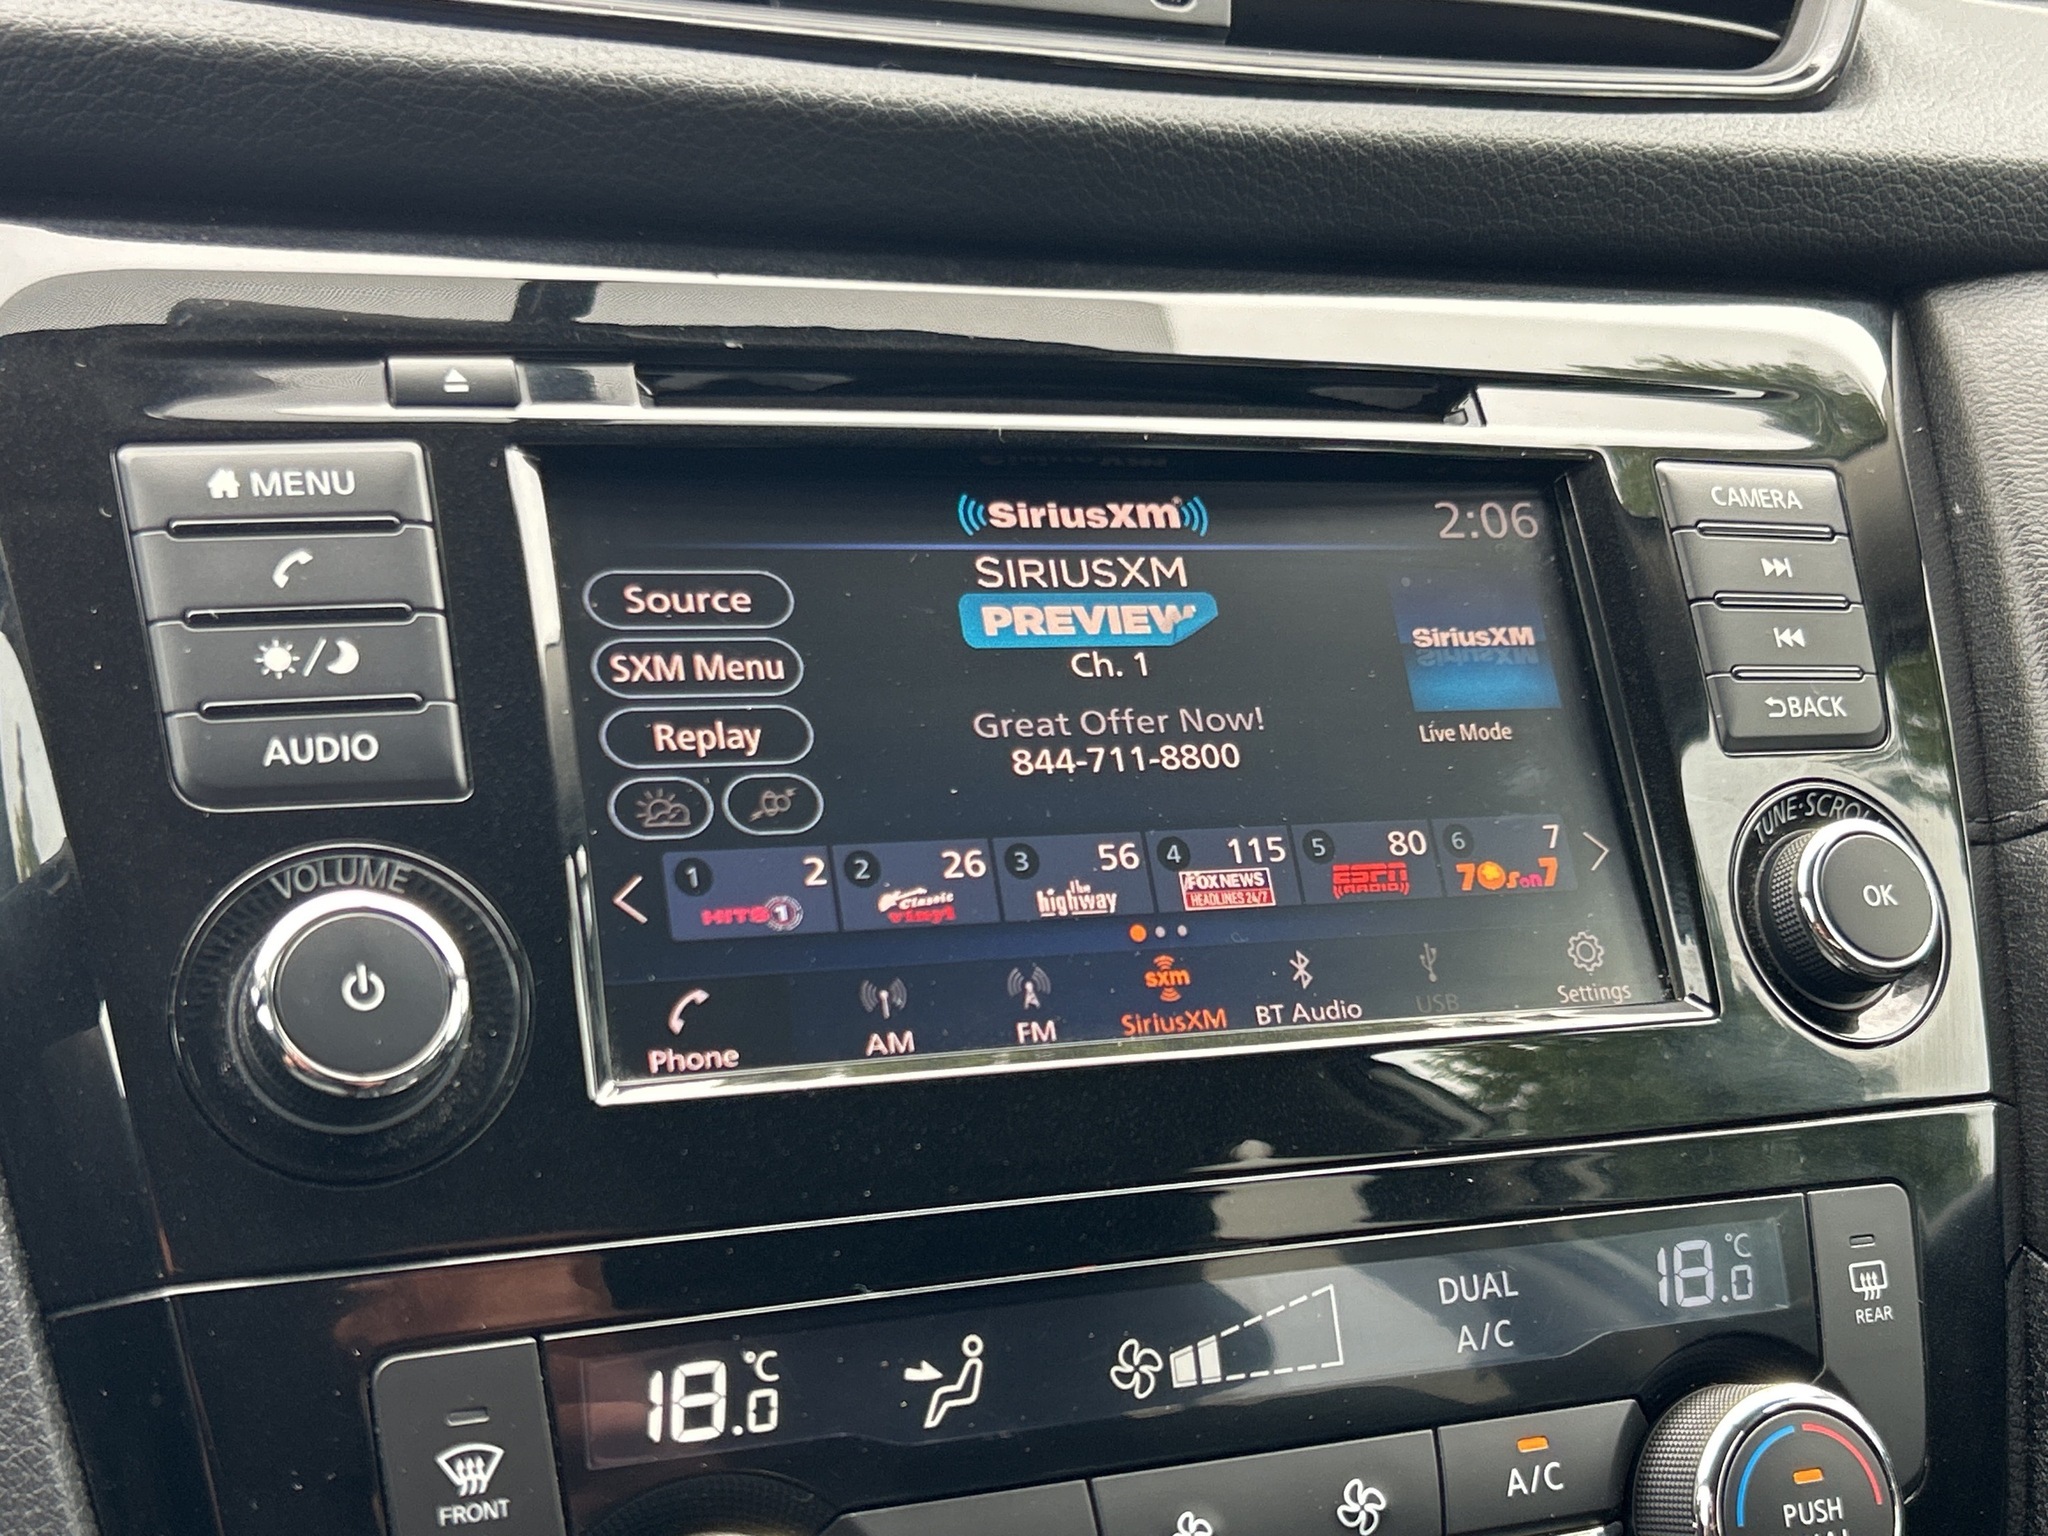 MENU
AUDIO
VOLUME
SiriusXM
2:06
SIRIUSXM
PREVIEW
Ch. 1
Great Offer Now!
844-711-8800
Source
SXM Menu
Replay
SiriusXM
Live Mode
1 2 HITS 1
2 26 Classic Vinyl
3 56 the highway
4 115 FOX NEWS HEADLINES 24/7
5 80 ESPN RADIO
6 7 70s on 7
Phone
AM
FM
sxm
SiriusXM
BT Audio
USB
Settings
CAMERA
BACK
TUNE·SCROLL
OK
18.0 °C
DUAL
A/C
18.0 °C
REAR
FRONT
A/C
PUSH